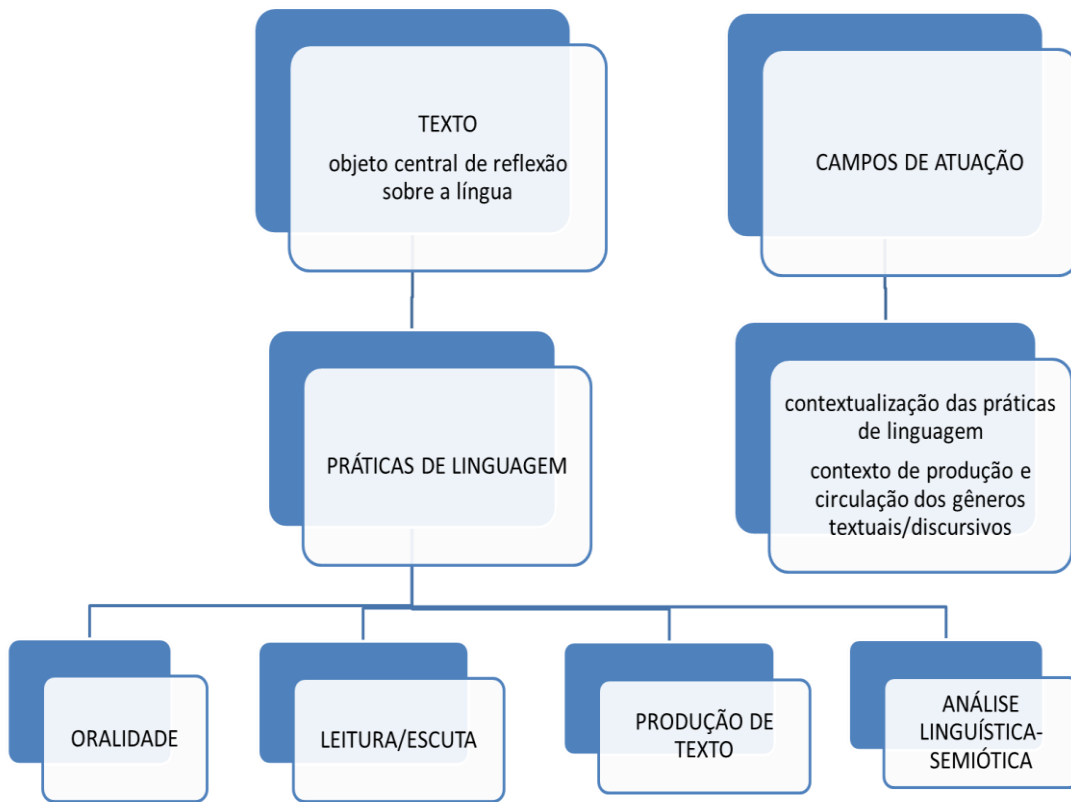 TEXTO
objeto central de reflexão
sobre a língua
CAMPOS DE ATUAÇÃO
PRÁTICAS DE LINGUAGEM
contextualização das práticas
de linguagem
contexto de produção e
circulação dos gêneros
textuais/discursivos
ORALIDADE
LEITURA/ESCUTA
PRODUÇÃO DE
TEXTO
ANÁLISE
LINGUÍSTICA-
SEMIÓTICA